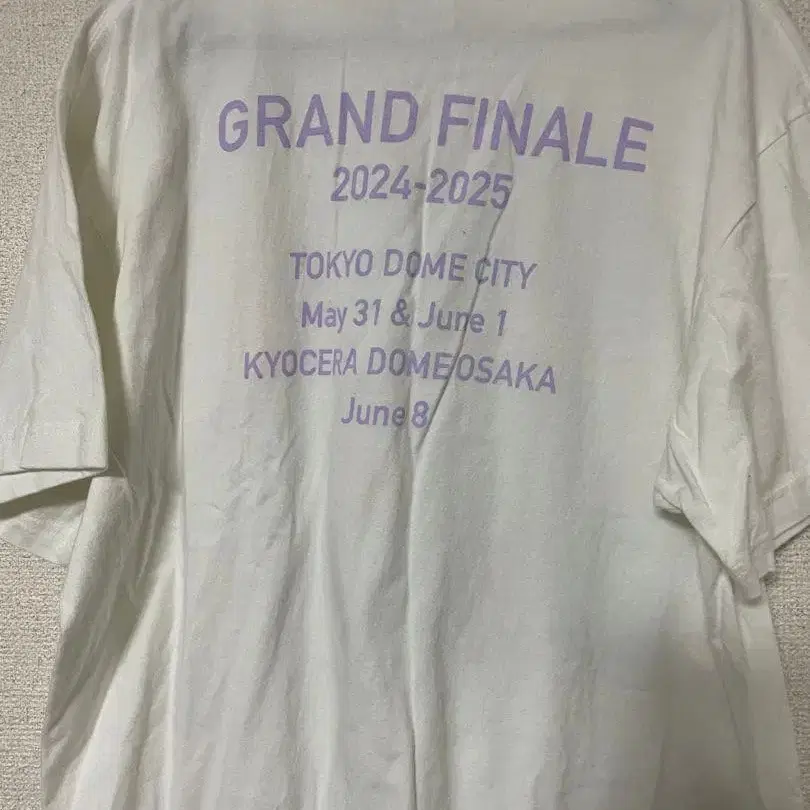 GRAND FINALE
2024-2025
TOKYO DOME CITY
May 31 & June 1
KYOCERA DOME OSAKA
June 8